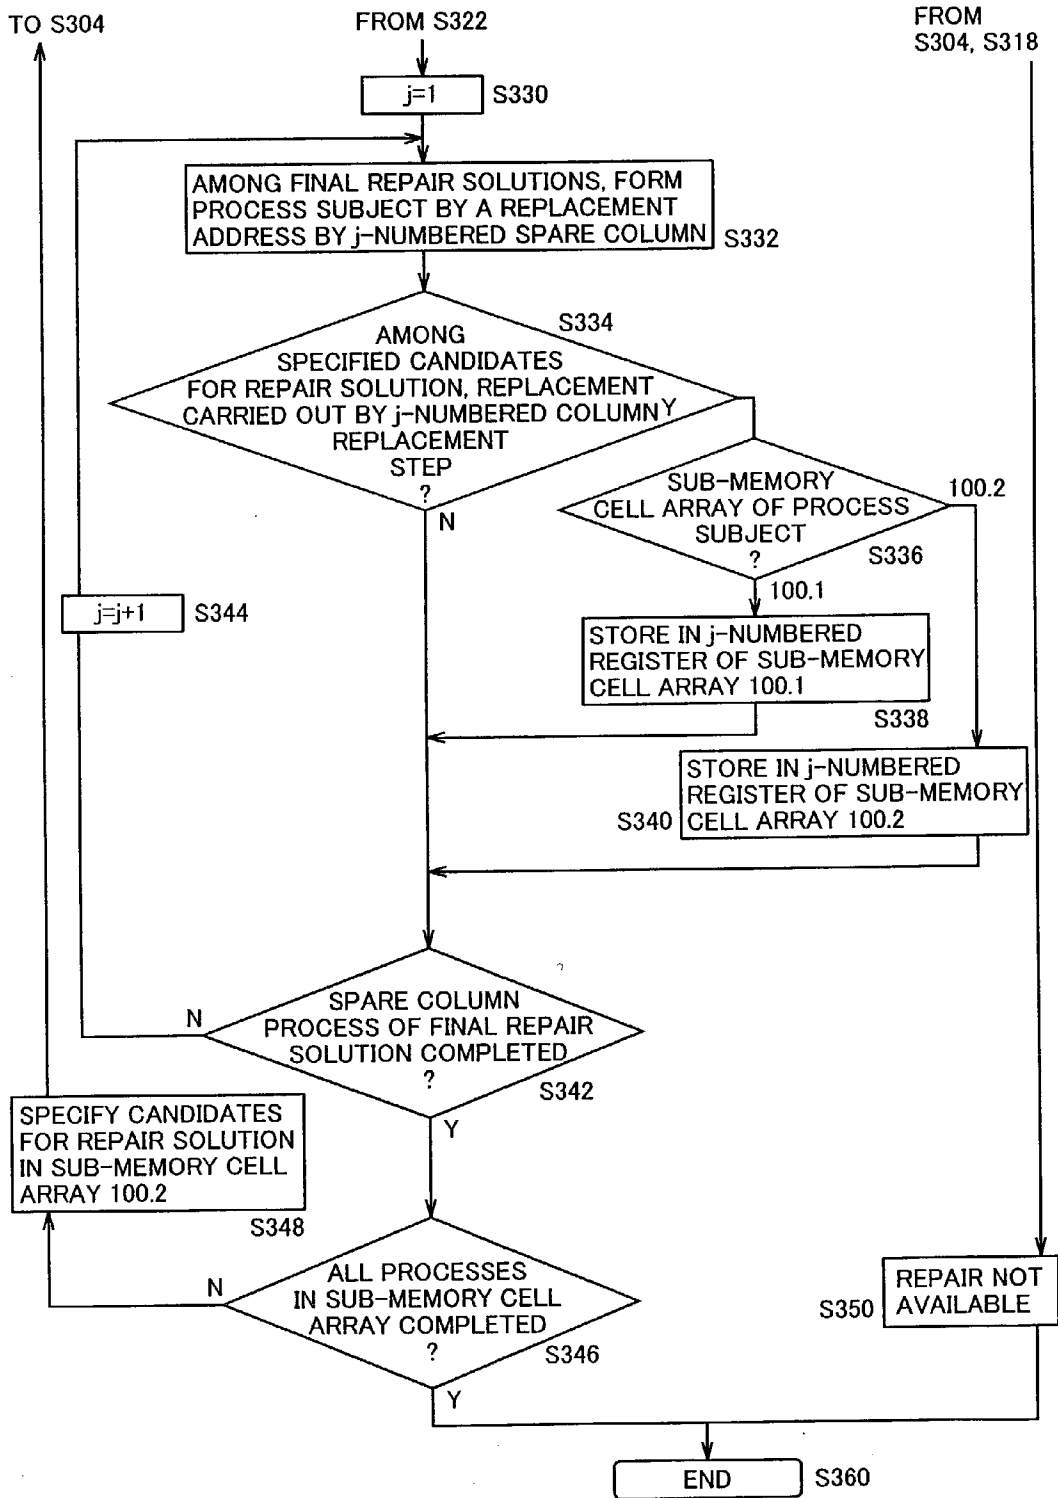 TO S304
FROM S322
FROM
S304, S318
j=1
S330
AMONG FINAL REPAIR SOLUTIONS, FORM
PROCESS SUBJECT BY A REPLACEMENT
ADDRESS BY j-NUMBERED SPARE COLUMN
S332
S334
AMONG
SPECIFIED CANDIDATES
FOR REPAIR SOLUTION, REPLACEMENT
CARRIED OUT BY j-NUMBERED COLUMN
REPLACEMENT
STEP
?
Y
N
SUB-MEMORY
CELL ARRAY OF PROCESS
SUBJECT
?
100.2
S336
100.1
j=j+1
S344
STORE IN j-NUMBERED
REGISTER OF SUB-MEMORY
CELL ARRAY 100.1
S338
STORE IN j-NUMBERED
REGISTER OF SUB-MEMORY
CELL ARRAY 100.2
S340
N
SPARE COLUMN
PROCESS OF FINAL REPAIR
SOLUTION COMPLETED
?
S342
Y
SPECIFY CANDIDATES
FOR REPAIR SOLUTION
IN SUB-MEMORY CELL
ARRAY 100.2
S348
N
ALL PROCESSES
IN SUB-MEMORY CELL
ARRAY COMPLETED
?
S346
Y
REPAIR NOT
AVAILABLE
S350
END
S360